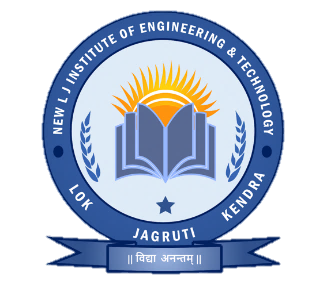 NEW L J INSTITUTE OF ENGINEERING & TECHNOLOGY
LOK JAGRUTI KENDRA
|| विद्या अनन्तम् ||